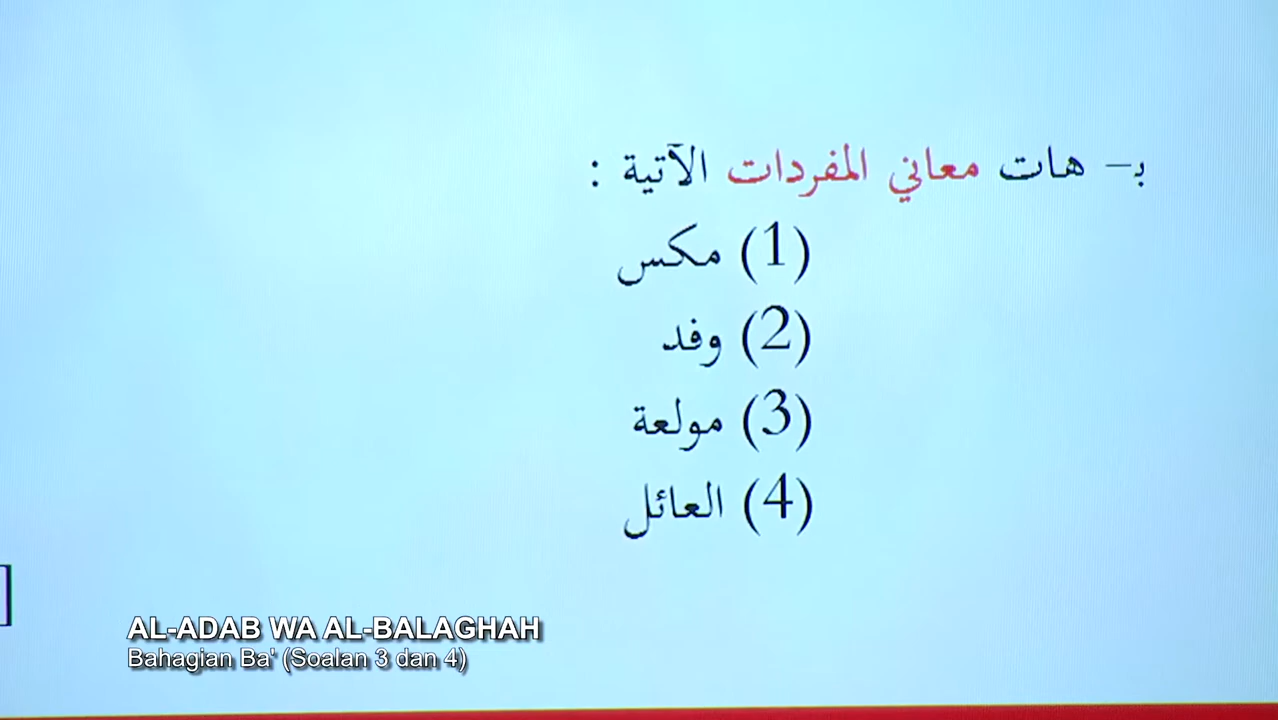 بـ– هات معاني المفردات الآتية :
(1) مكس
(2) وفد
(3) مولعة
(4) العائل
]
AL-ADAB WA AL-BALAGHAH
Bahagian Ba' (Soalan 3 dan 4)